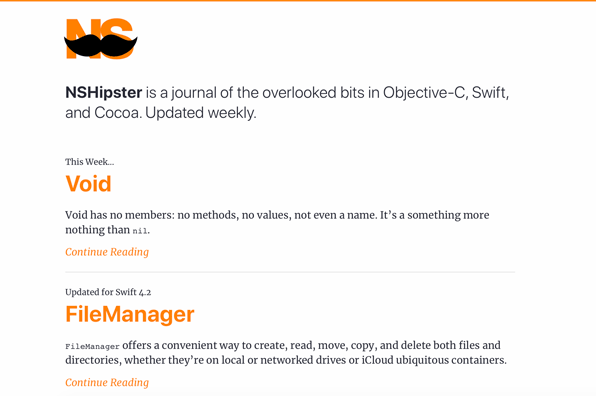 NS
NSHipster is a journal of the overlooked bits in Objective-C, Swift,
and Cocoa. Updated weekly.
This Week…
Void
Void has no members: no methods, no values, not even a name. It’s a something more
nothing than nil.
Continue Reading
Updated for Swift 4.2
FileManager
FileManager offers a convenient way to create, read, move, copy, and delete both files and
directories, whether they’re on local or networked drives or iCloud ubiquitous containers.
Continue Reading